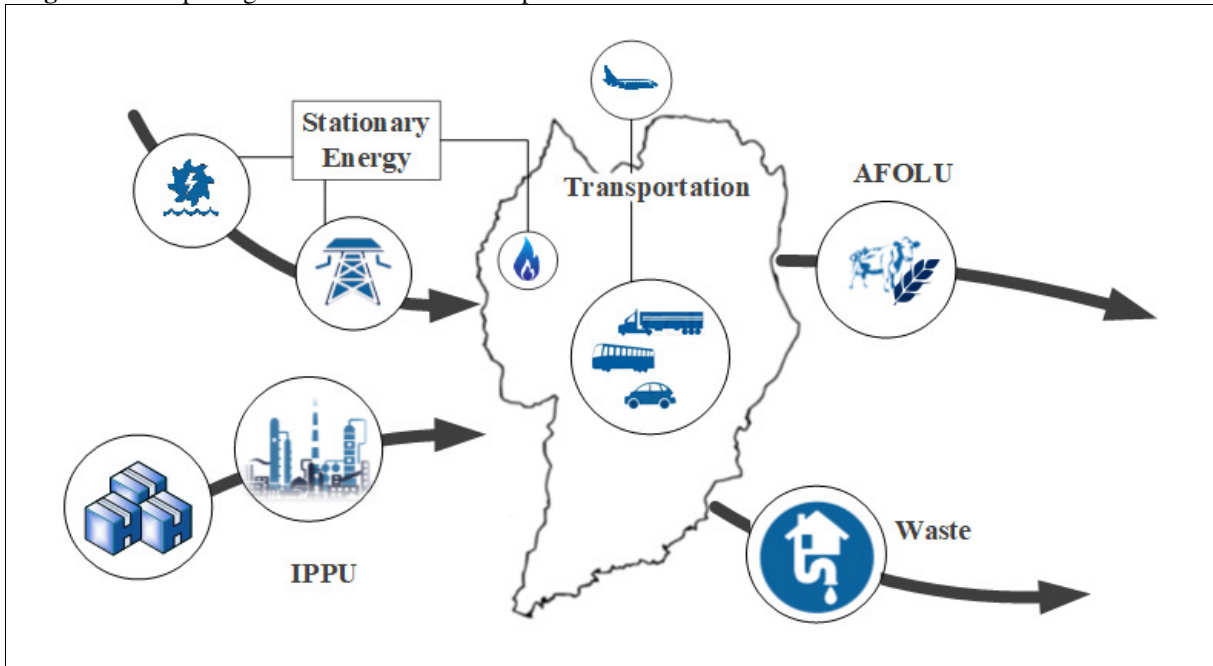 Stationary
Energy
Transportation
AFOLU
IPPU
Waste